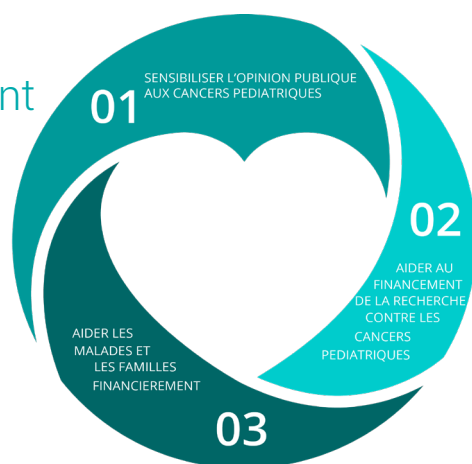 nt
01
SENSIBILISER L'OPINION PUBLIQUE
AUX CANCERS PEDIATRIQUES
02
AIDER AU
FINANCEMENT
DE LA RECHERCHE
CONTRE LES
CANCERS
PEDIATRIQUES
AIDER LES
MALADES ET
LES FAMILLES
FINANCIEREMENT
03